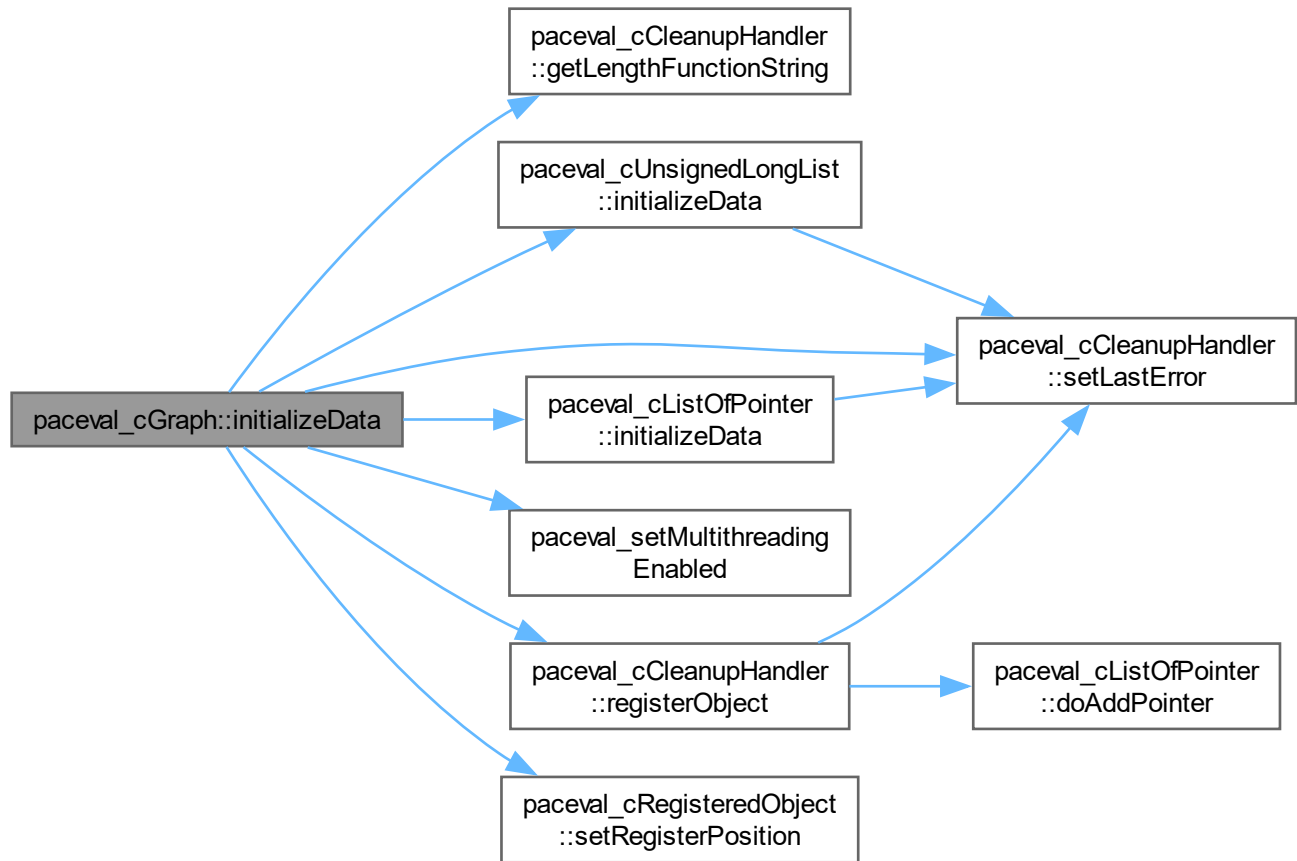 paceval_cCleanupHandler
::getLengthFunctionString
paceval_cUnsignedLongList
::initializeData
paceval_cCleanupHandler
::setLastError
paceval_cGraph::initializeData
paceval_cListOfPointer
::initializeData
paceval_setMultithreading
Enabled
paceval_cCleanupHandler
::registerObject
paceval_cListOfPointer
::doAddPointer
paceval_cRegisteredObject
::setRegisterPosition